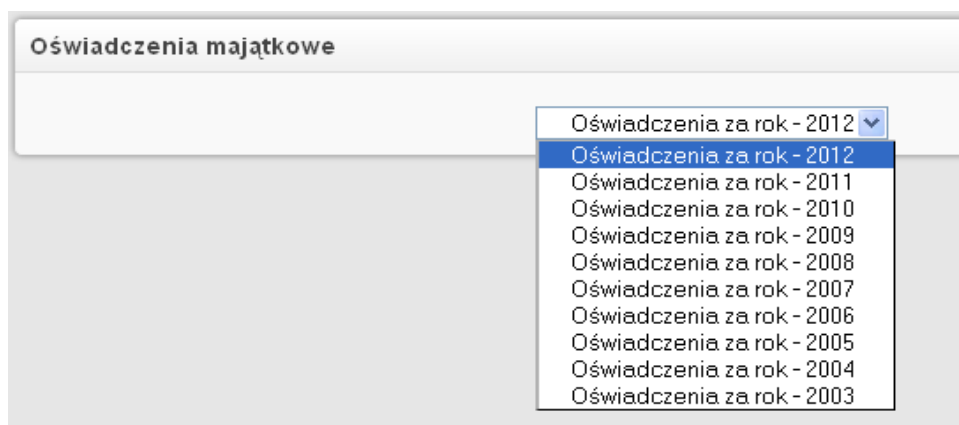 Oświadczenia majątkowe
Oświadczenia za rok - 2012
Oświadczenia za rok - 2012
Oświadczenia za rok - 2011
Oświadczenia za rok - 2010
Oświadczenia za rok - 2009
Oświadczenia za rok - 2008
Oświadczenia za rok - 2007
Oświadczenia za rok - 2006
Oświadczenia za rok - 2005
Oświadczenia za rok - 2004
Oświadczenia za rok - 2003